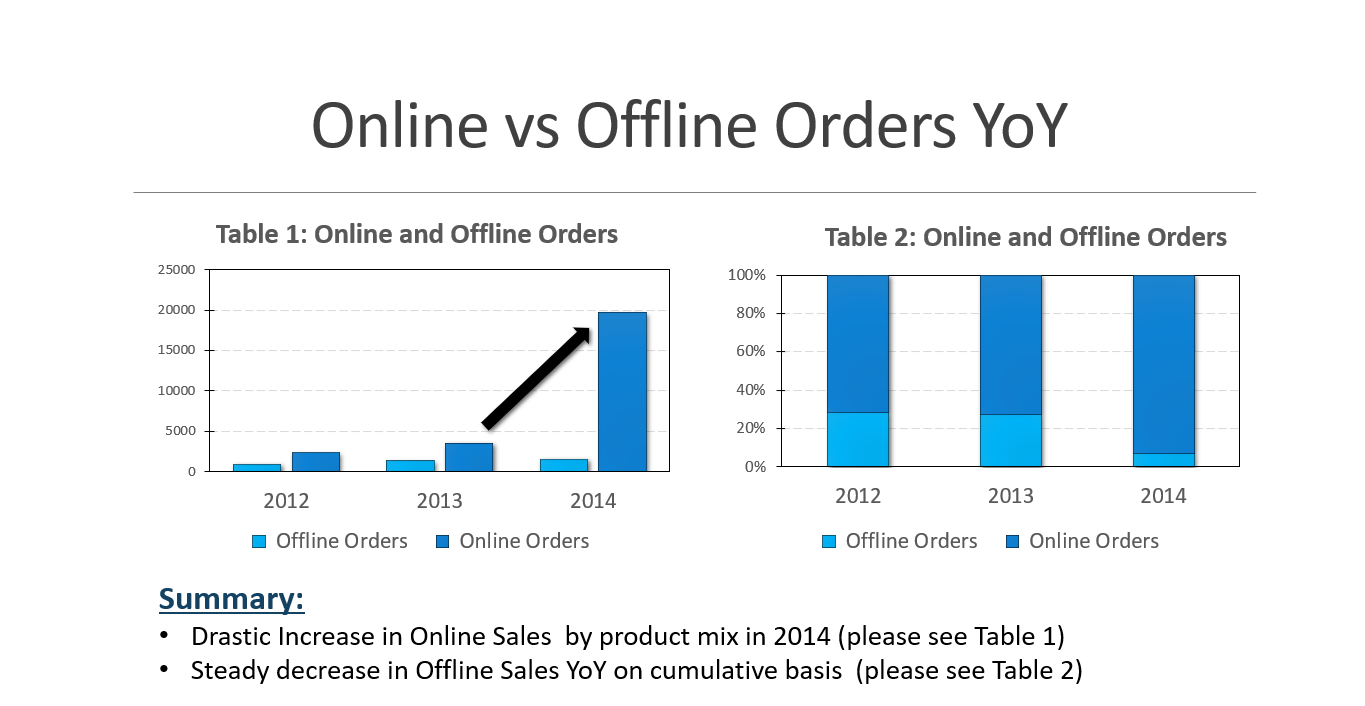 Online vs Offline Orders YoY
Table 1: Online and Offline Orders
25000
20000
15000
10000
5000
0
2012 2013 2014
Offline Orders Online Orders
Table 2: Online and Offline Orders
100%
80%
60%
40%
20%
0%
2012 2013 2014
Offline Orders Online Orders
Summary:
• Drastic Increase in Online Sales  by product mix in 2014 (please see Table 1)
• Steady decrease in Offline Sales YoY on cumulative basis  (please see Table 2)